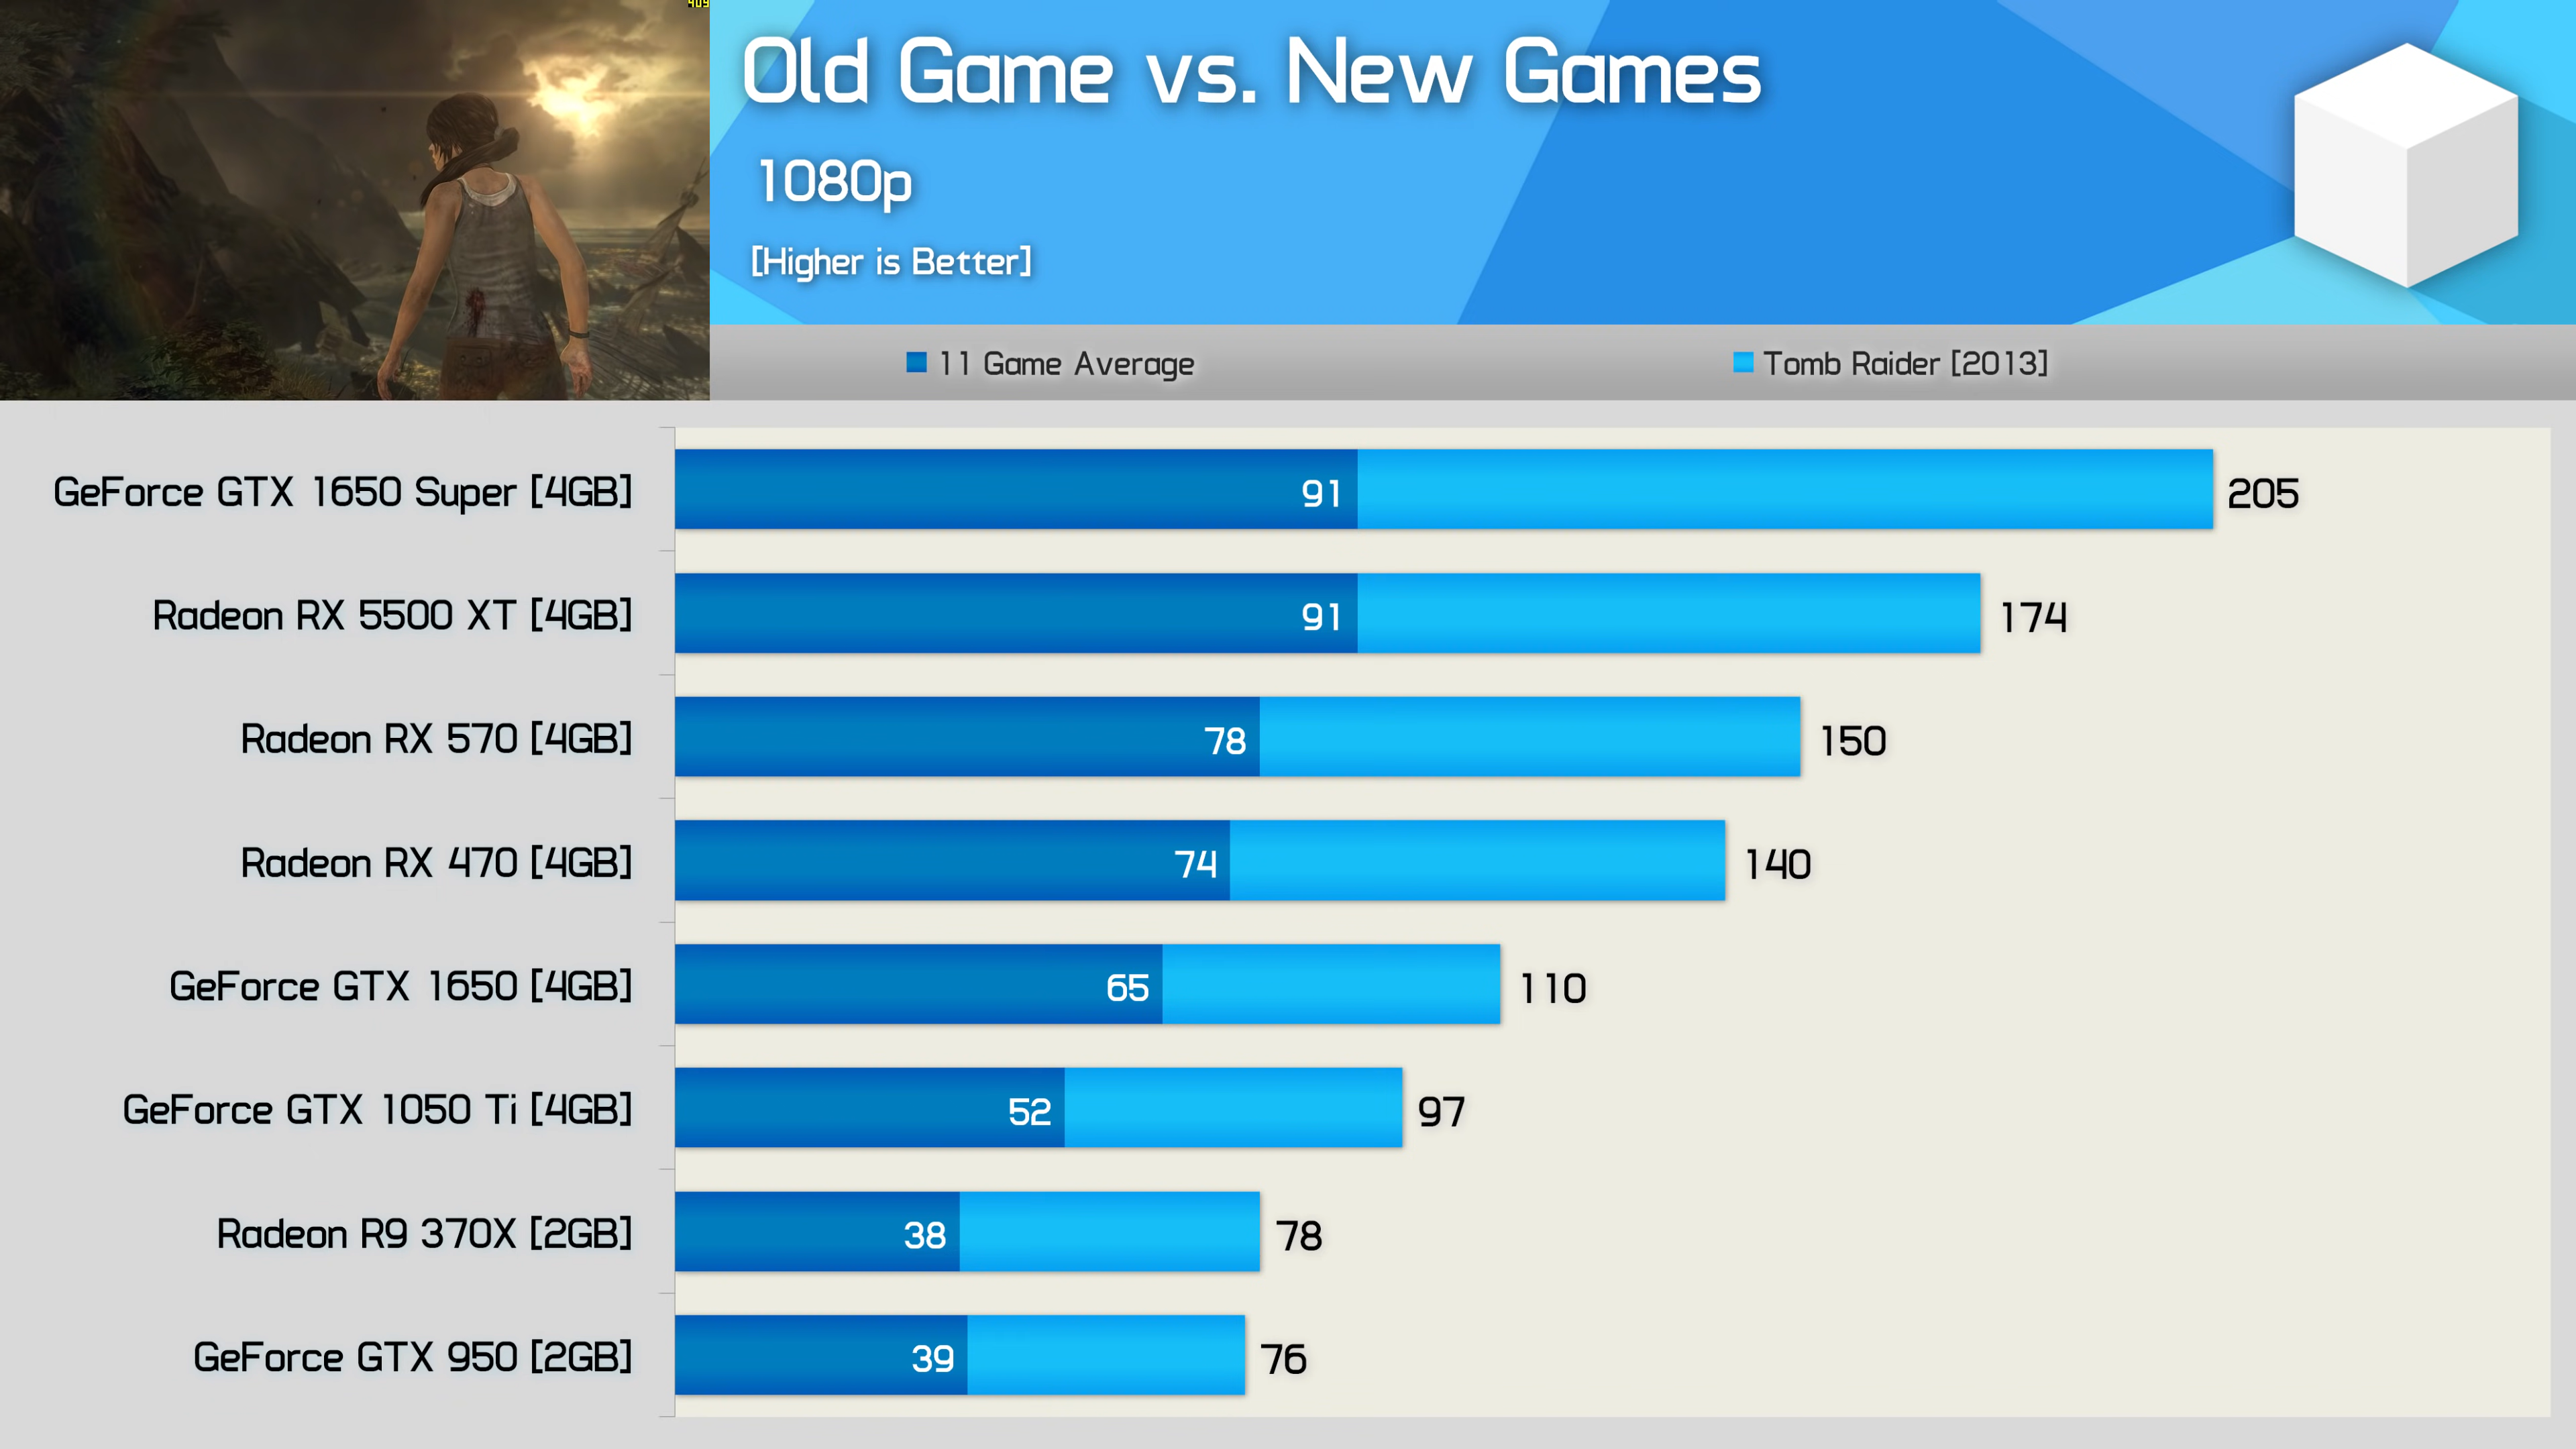 Old Game vs. New Games
1080p
[Higher is Better]
11 Game Average
Tomb Raider [2013]
GeForce GTX 1650 Super [4GB] 91 205
Radeon RX 5500 XT [4GB] 91 174
Radeon RX 570 [4GB] 78 150
Radeon RX 470 [4GB] 74 140
GeForce GTX 1650 [4GB] 65 110
GeForce GTX 1050 Ti [4GB] 52 97
Radeon R9 370X [2GB] 38 78
GeForce GTX 950 [2GB] 39 76